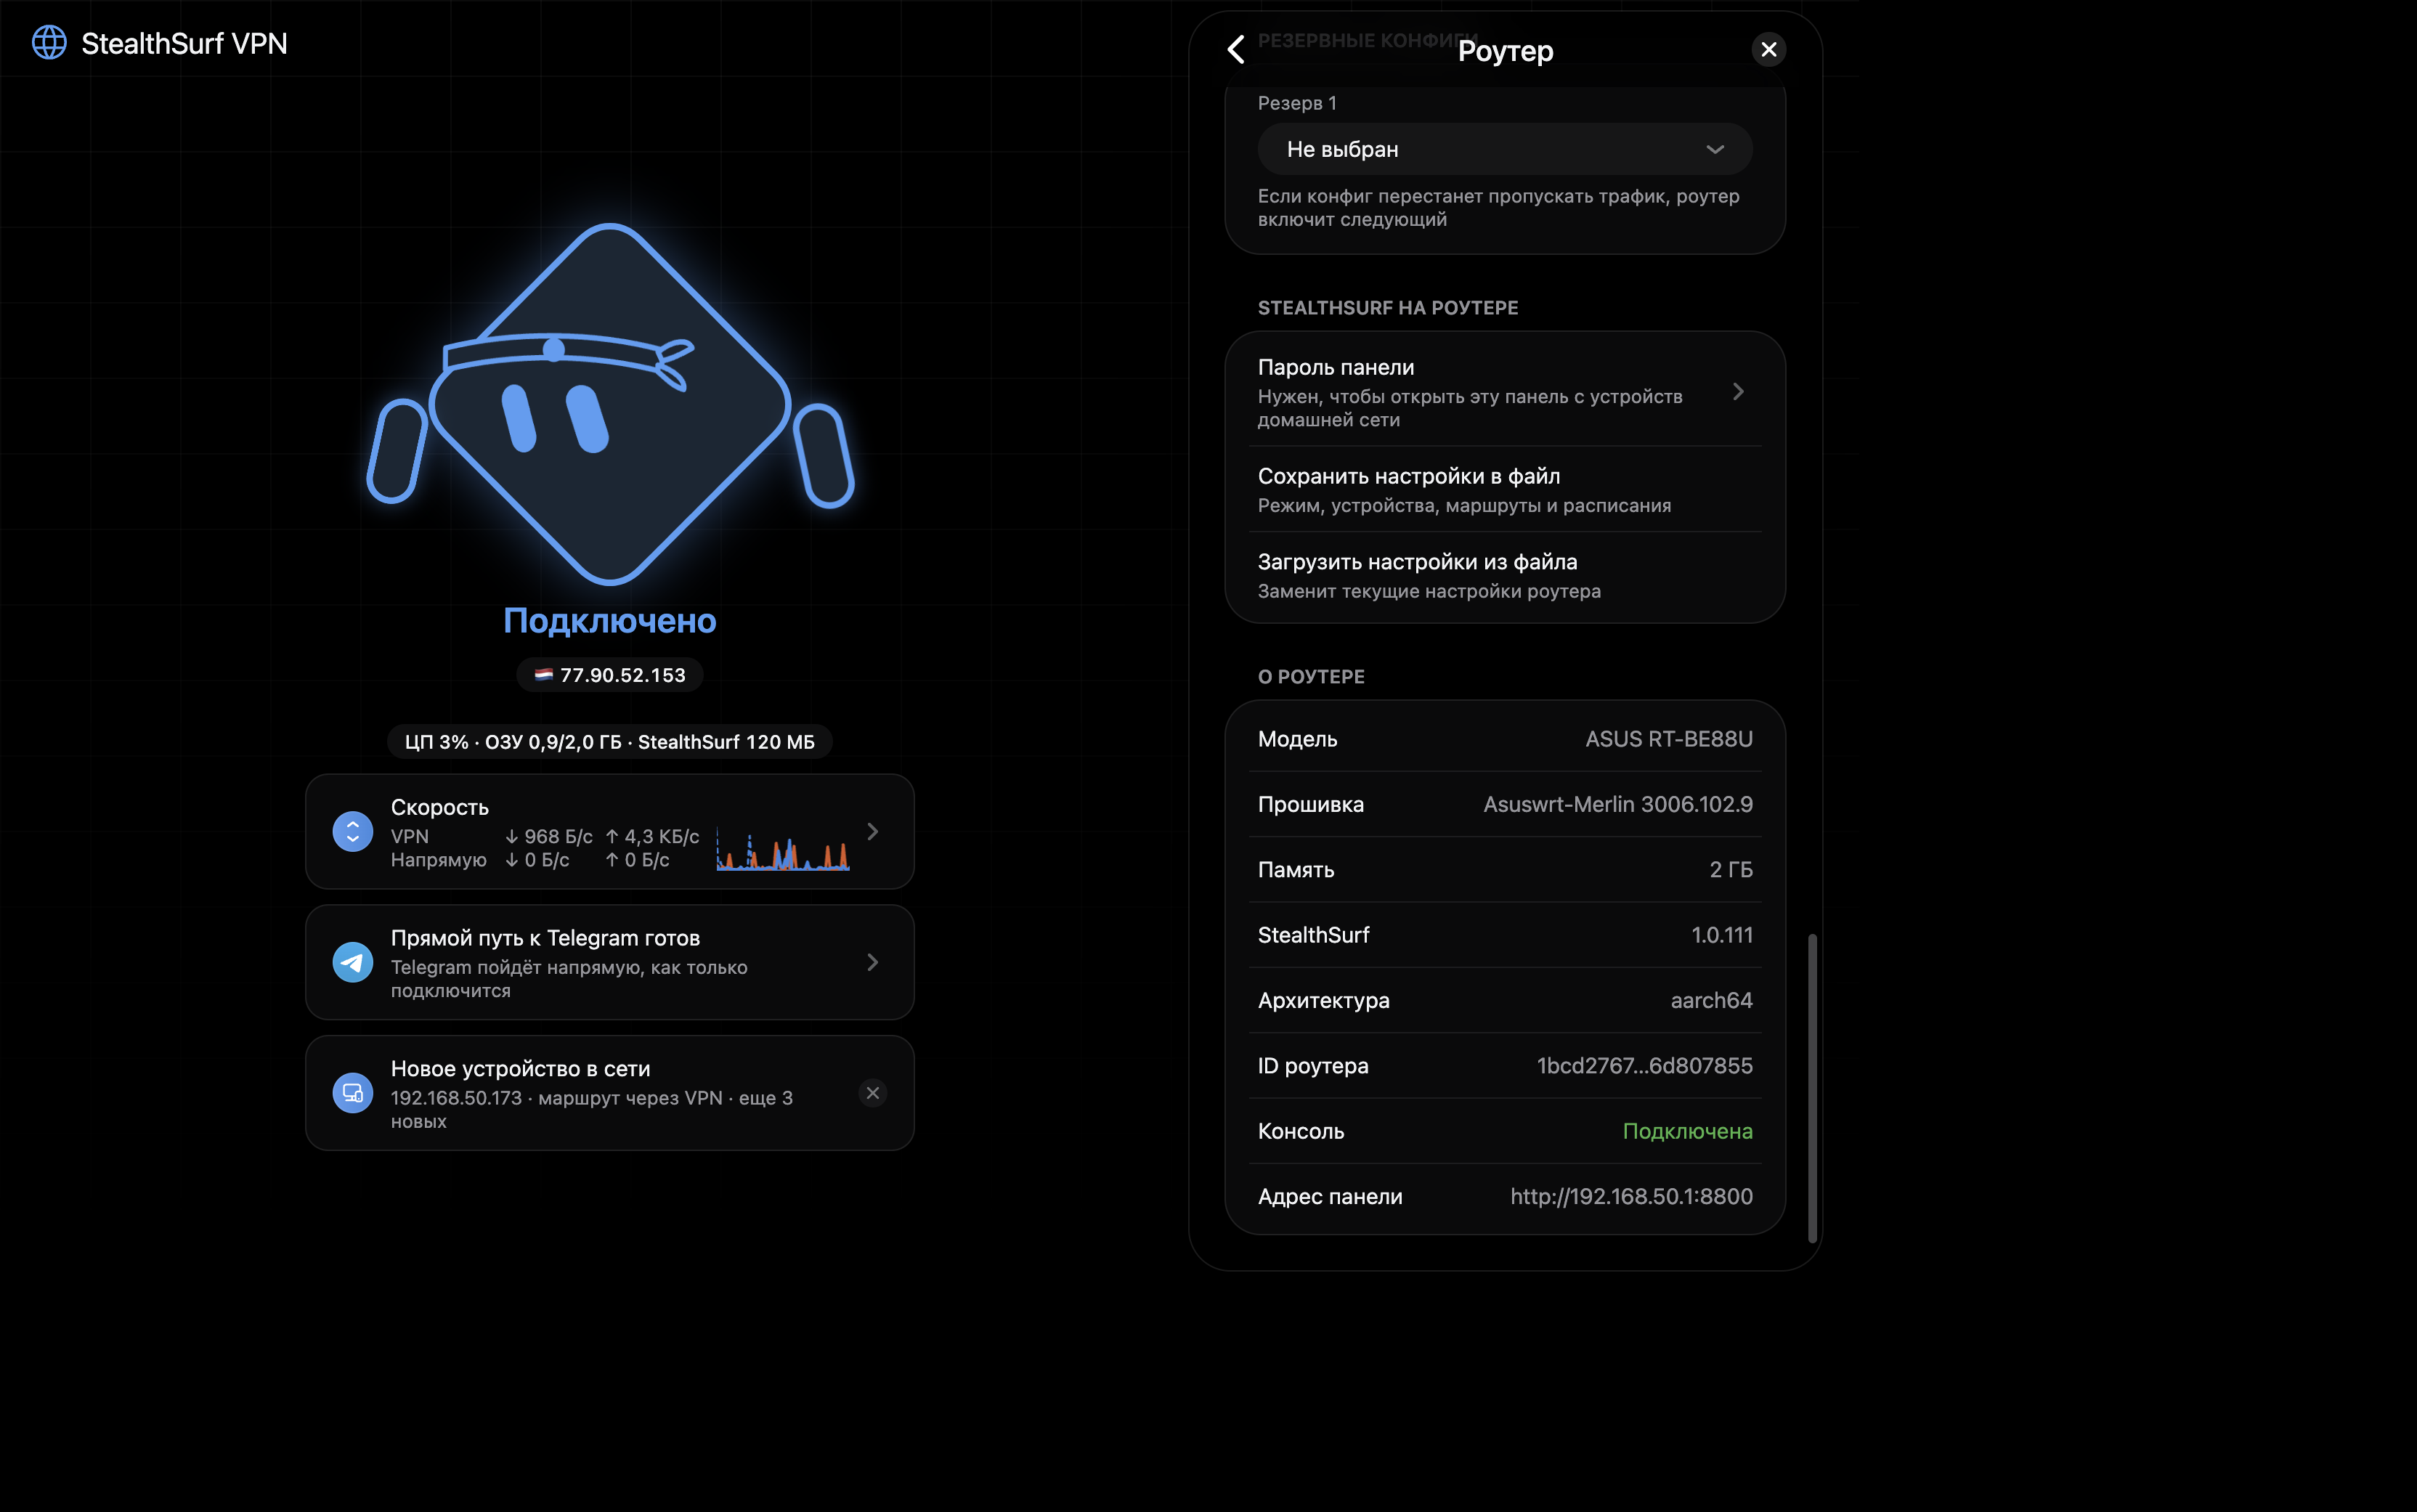 StealthSurf VPN
Подключено
77.90.52.153
ЦП 3% · ОЗУ 0,9/2,0 ГБ · StealthSurf 120 МБ
Скорость
VPN ↓ 968 Б/с ↑ 4,3 КБ/с
Напрямую ↓ 0 Б/с ↑ 0 Б/с
Прямой путь к Telegram готов
Telegram пойдёт напрямую, как только
подключится
Новое устройство в сети
192.168.50.173 · маршрут через VPN · еще 3
новых
РЕЗЕРВНЫЕ КОНФИГИ
Роутер
Резерв 1
Не выбран
Если конфиг перестанет пропускать трафик, роутер
включит следующий
STEALTHSURF НА РОУТЕРЕ
Пароль панели
Нужен, чтобы открыть эту панель с устройств
домашней сети
Сохранить настройки в файл
Режим, устройства, маршруты и расписания
Загрузить настройки из файла
Заменит текущие настройки роутера
О РОУТЕРЕ
Модель ASUS RT-BE88U
Прошивка Asuswrt-Merlin 3006.102.9
Память 2 ГБ
StealthSurf 1.0.111
Архитектура aarch64
ID роутера 1bcd2767...6d807855
Консоль Подключена
Адрес панели http://192.168.50.1:8800